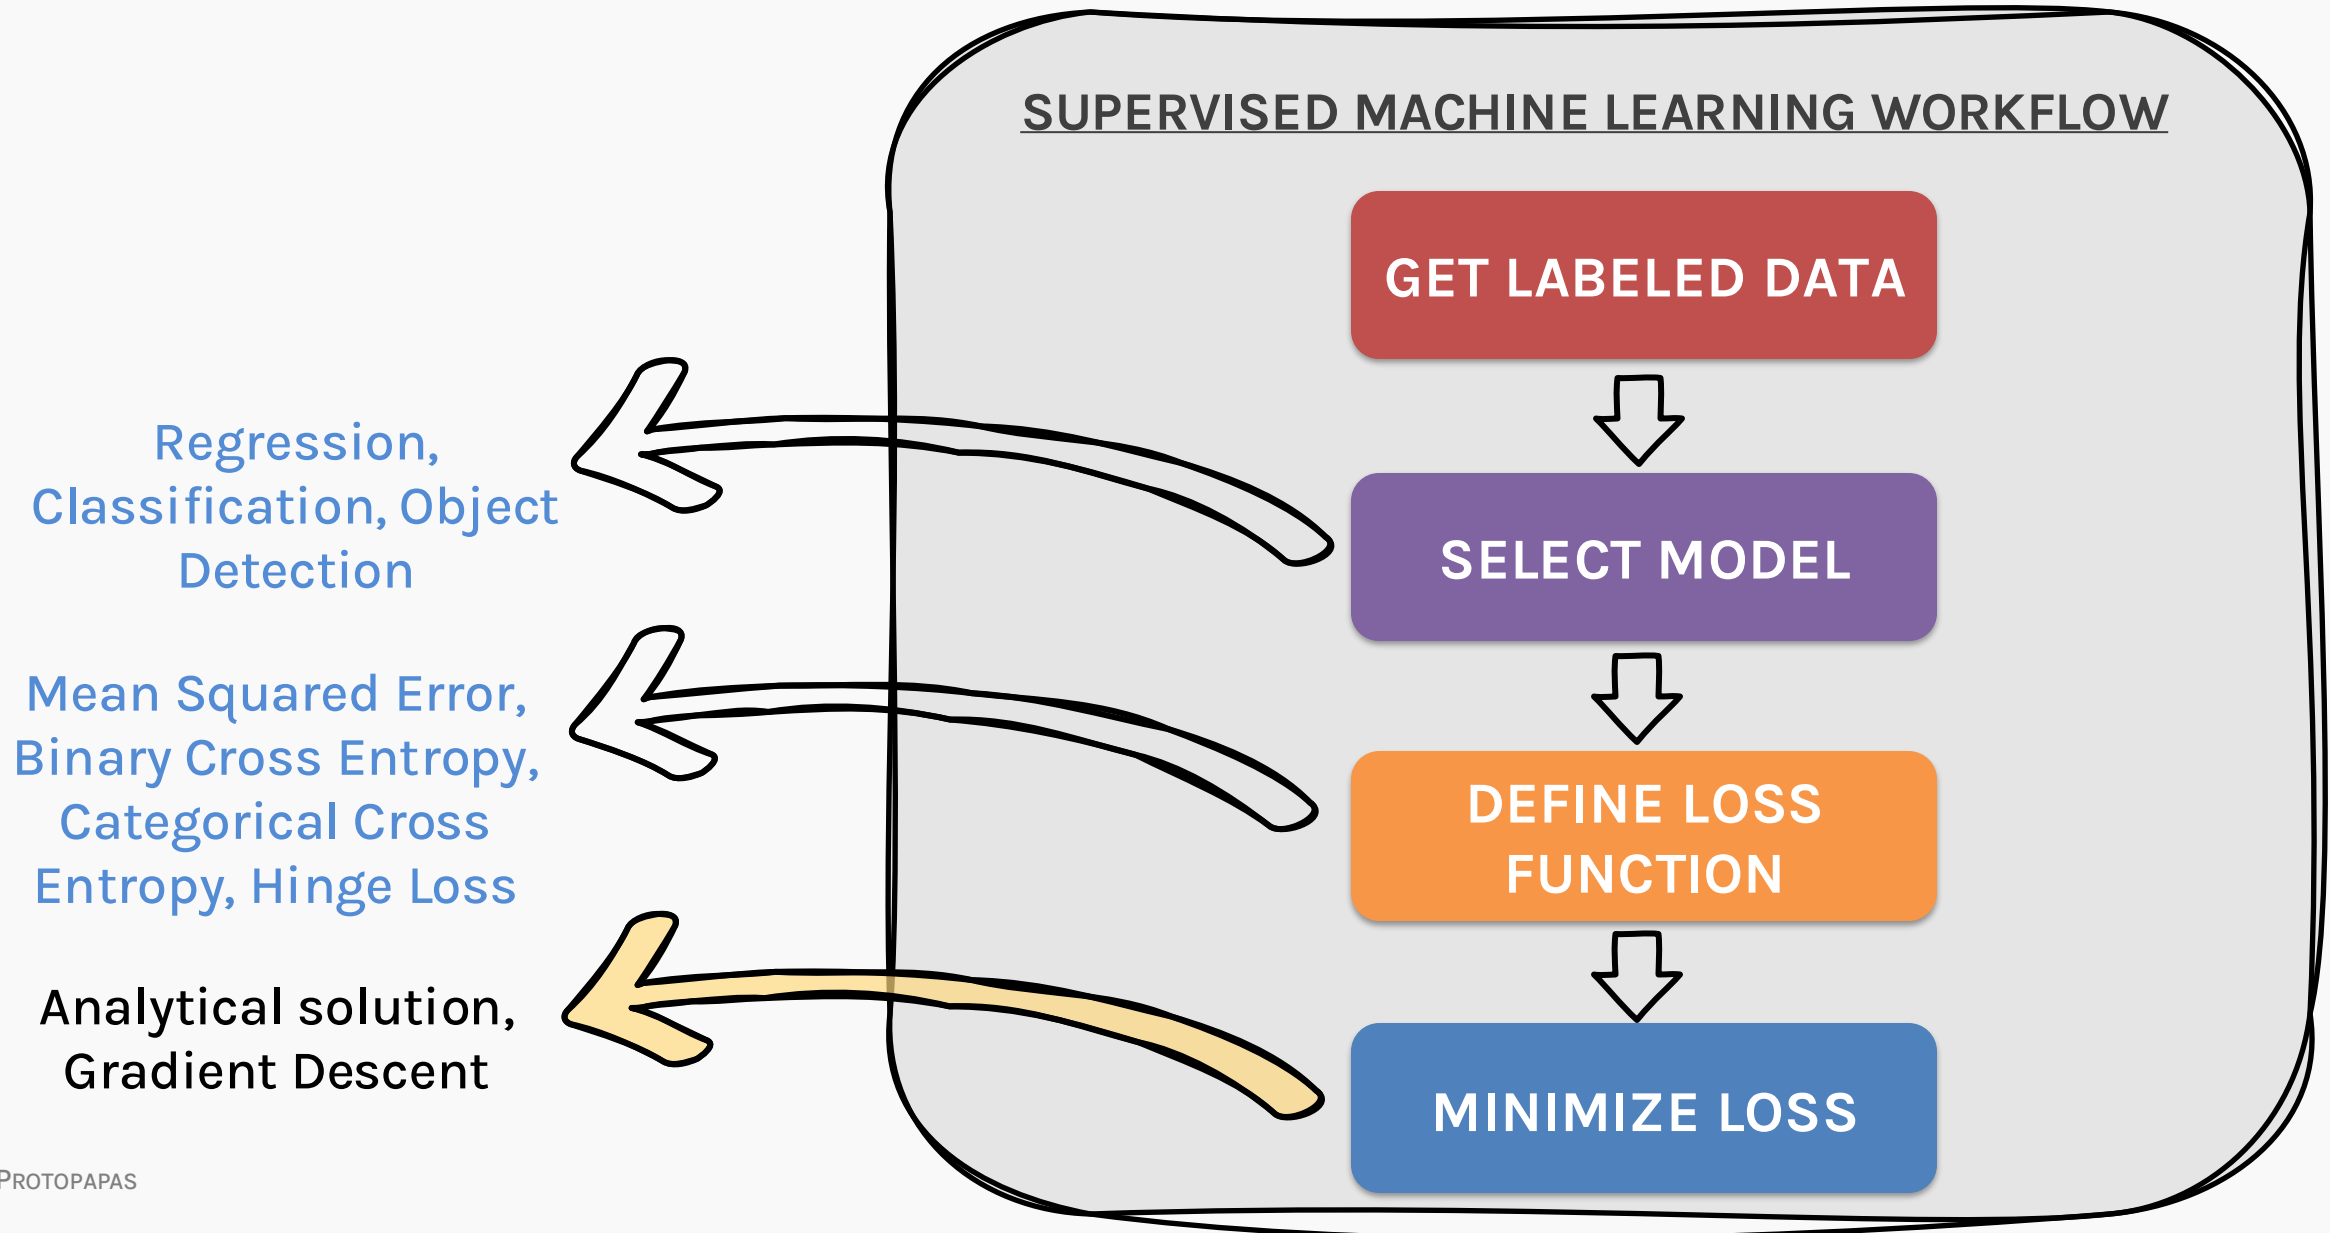 SUPERVISED MACHINE LEARNING WORKFLOW
GET LABELED DATA
SELECT MODEL
DEFINE LOSS
FUNCTION
MINIMIZE LOSS
Regression,
Classification, Object
Detection
Mean Squared Error,
Binary Cross Entropy,
Categorical Cross
Entropy, Hinge Loss
Analytical solution,
Gradient Descent
PROTOPAPAS